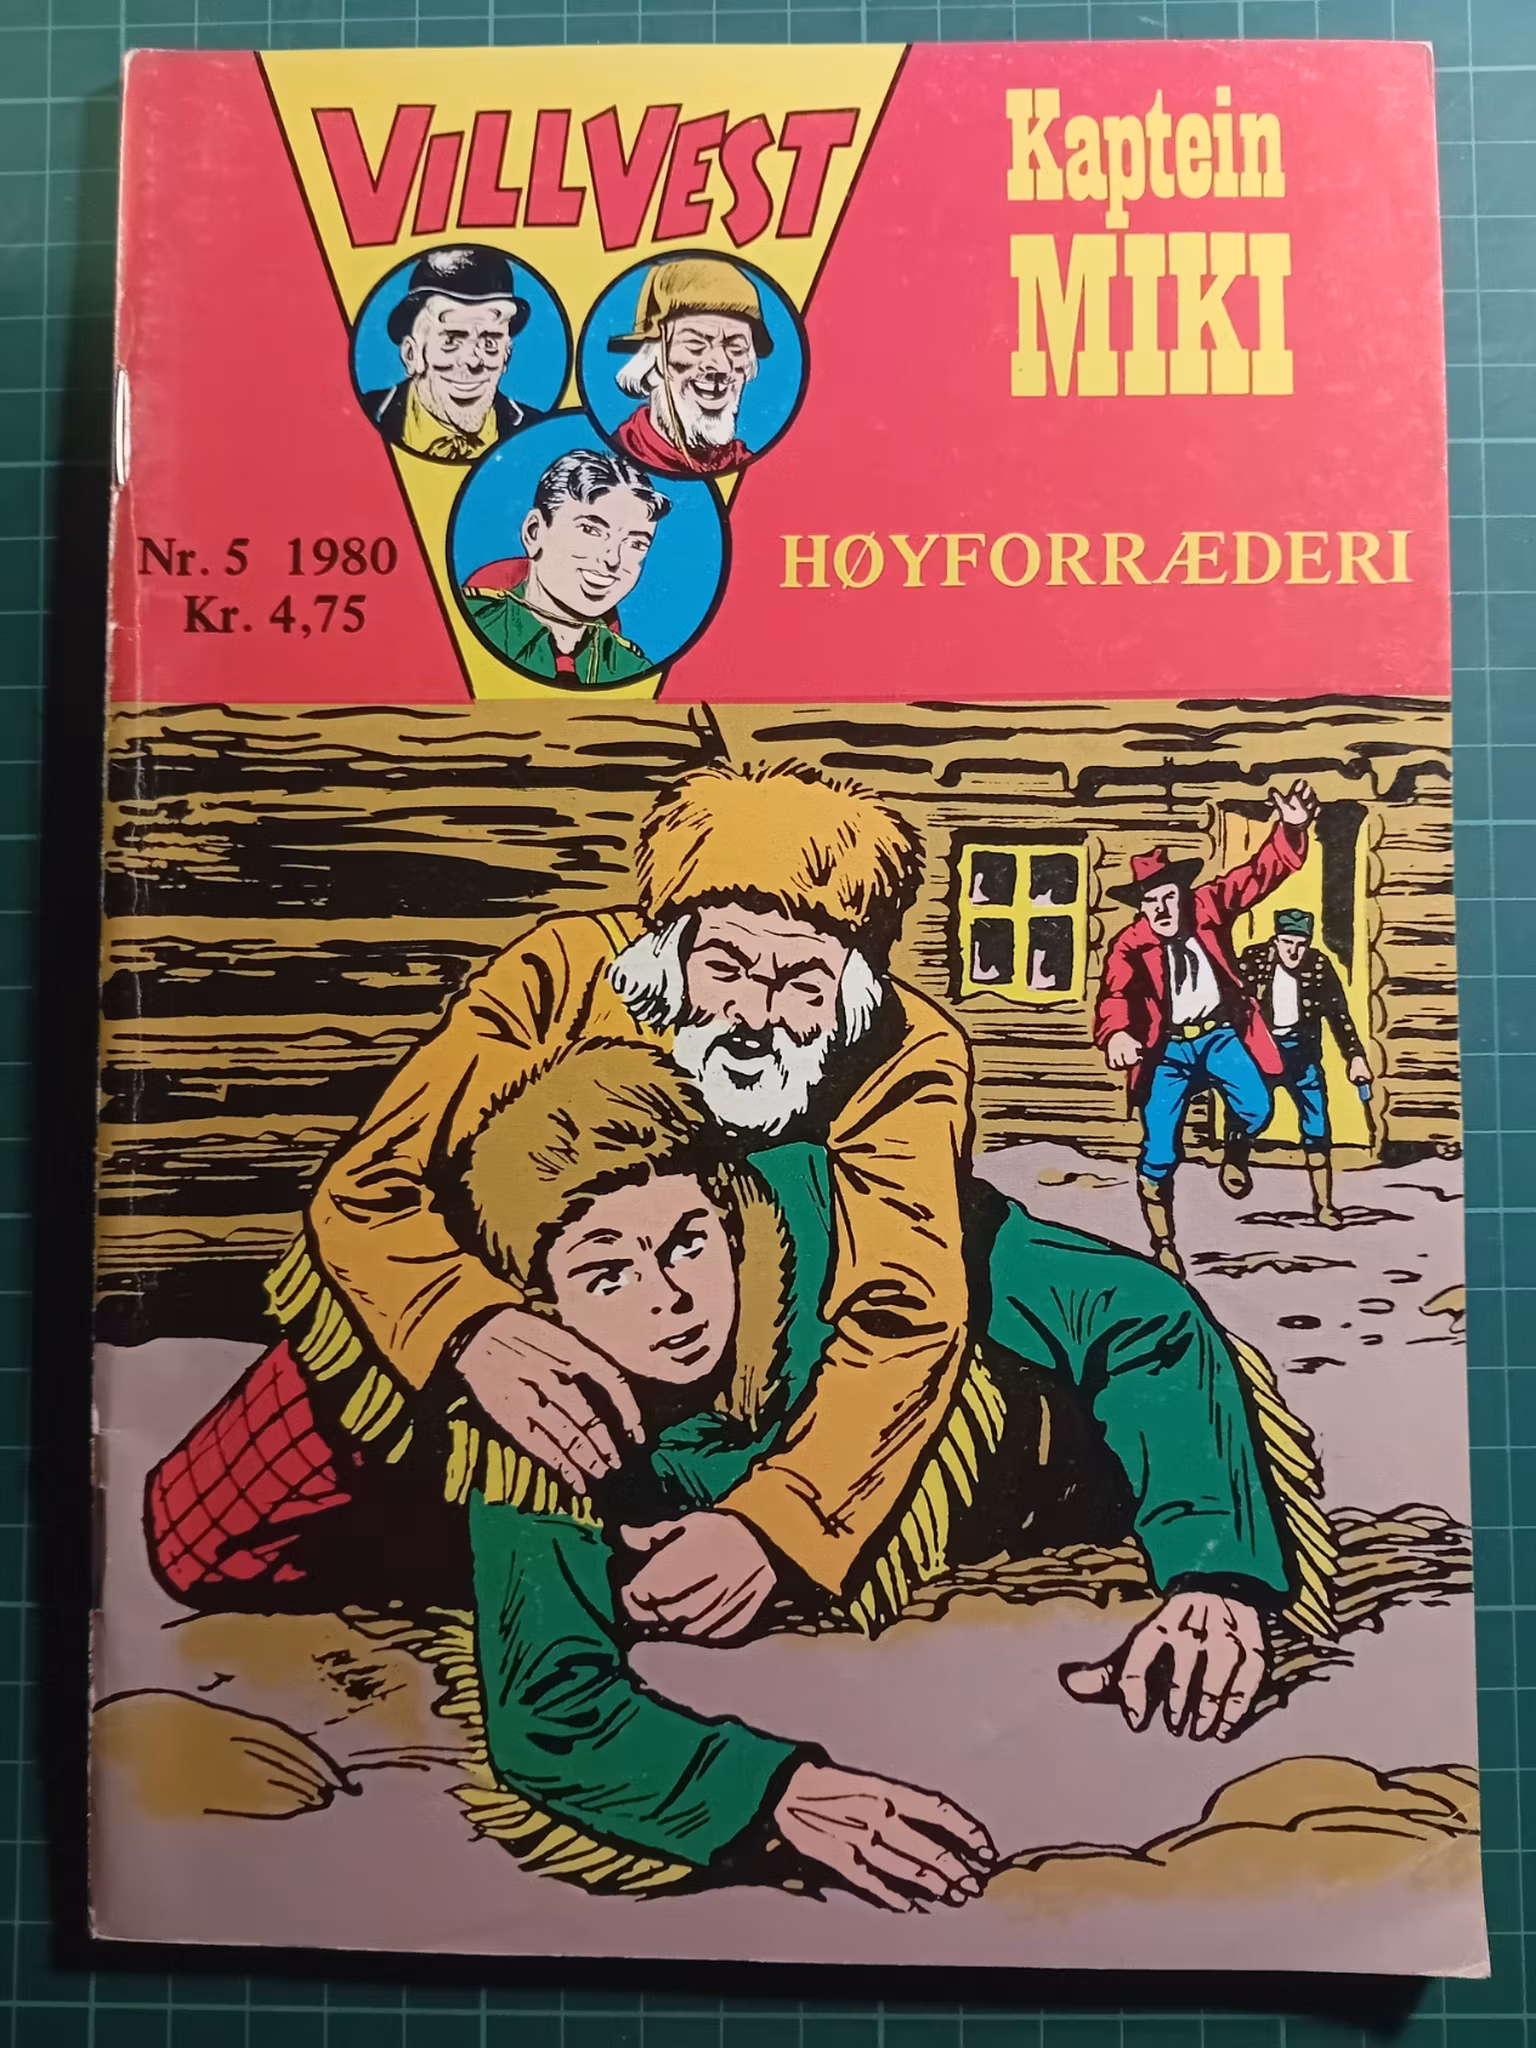 VILLVEST
Kaptein
MIKI
Nr. 5 1980
Kr. 4,75
HØYFORRÆDERI